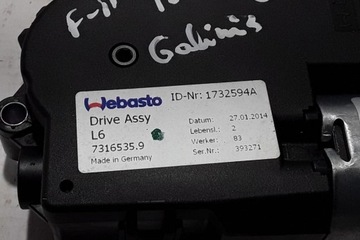 Galinis
Webasto
ID-Nr: 1732594A
Drive Assy
Datum: 27.01.2014
L6
Lebensl.: 2
7316535.9
Werker: 83
Made in Germany
Ser.Nr.: 393271